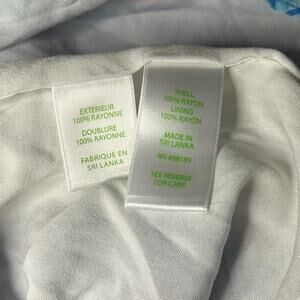 EXTERIEUR
100% RAYONNE
DOUBLURE
100% RAYONNE
FABRIQUE EN
SRI LANKA
SHELL
100% RAYON
LINING
100% RAYON
MADE IN
SRI LANKA
RN #88189
SEE REVERSE
FOR CARE